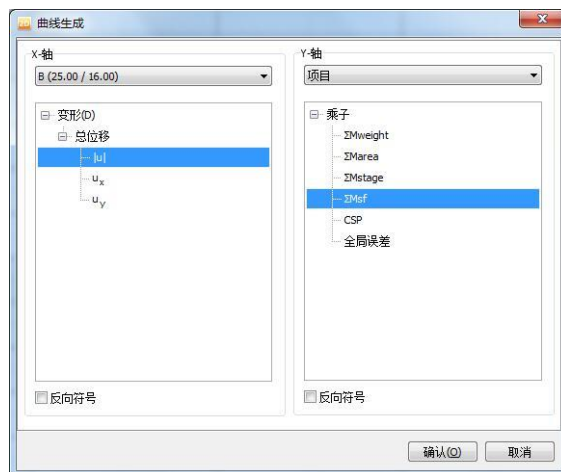 曲线生成
X-轴
B (25.00 / 16.00)
变形(D)
总位移
|u|
ux
uy
反向符号
Y-轴
项目
乘子
ΣMweight
ΣMarea
ΣMstage
ΣMsf
CSP
全局误差
反向符号
确认(O)
取消